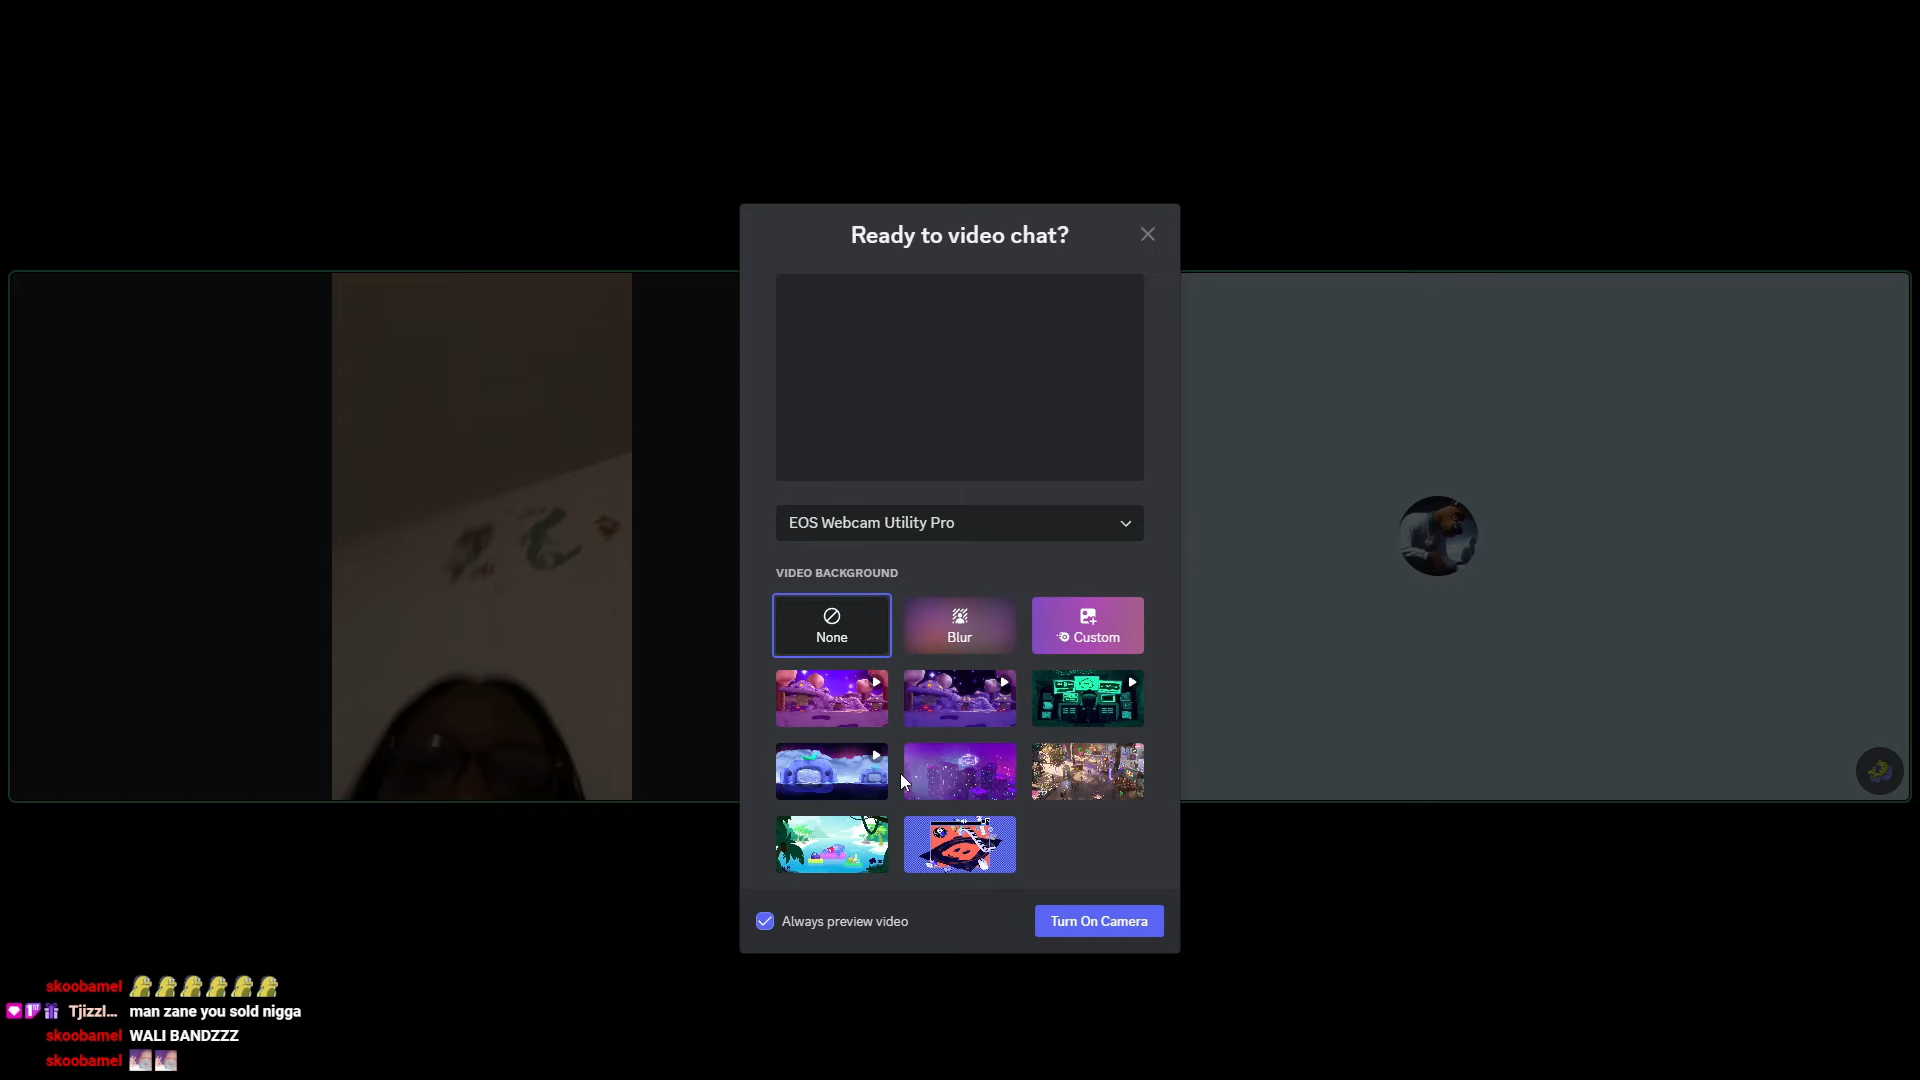 Ready to video chat?
EOS Webcam Utility Pro
VIDEO BACKGROUND
None
Blur
Custom
Always preview video
Turn On Camera
skoobamel
Tjizzl... man zane you sold nigga
skoobamel WALI BANDZZZ
skoobamel